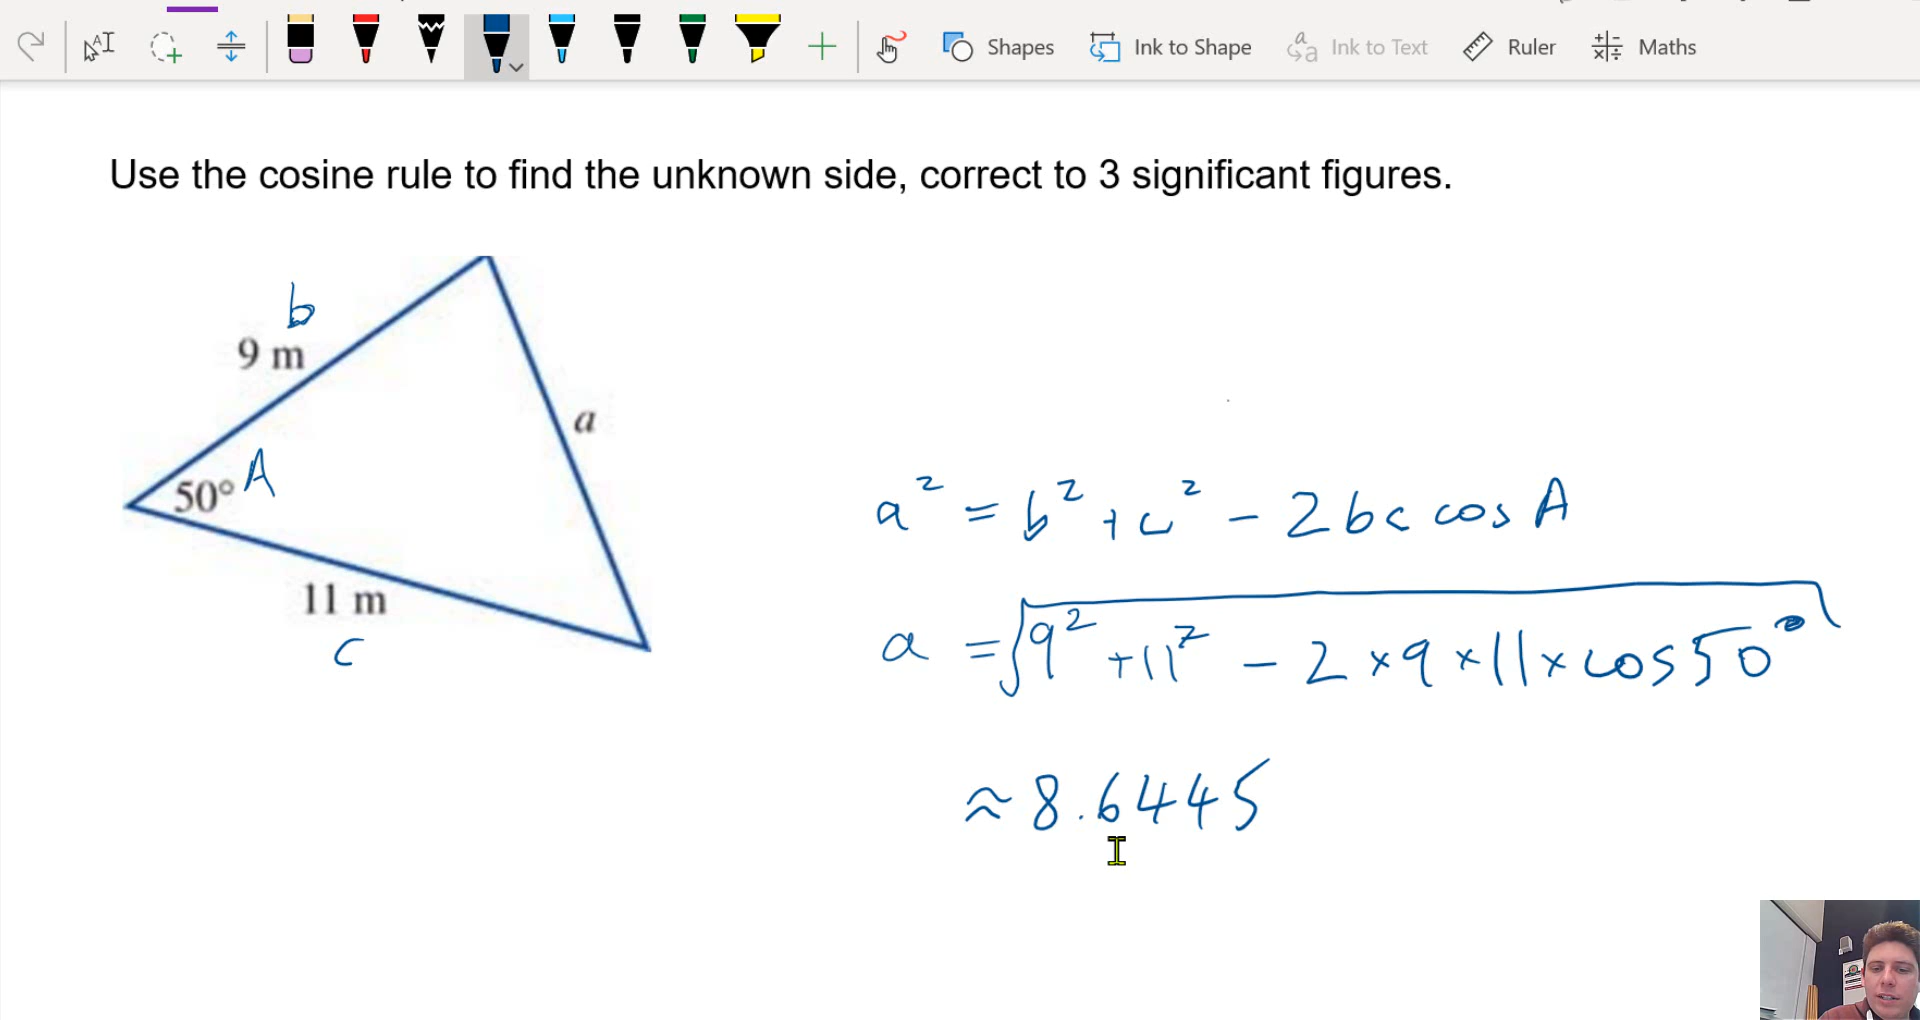 Shapes Ink to Shape Ink to Text Ruler Maths
Use the cosine rule to find the unknown side, correct to 3 significant figures.
b
9 m
a
50° A
11 m
c
a² = b² + c² - 2bc cos A
a = √9² + 11² - 2 × 9 × 11 × cos 50°
≈ 8.6445